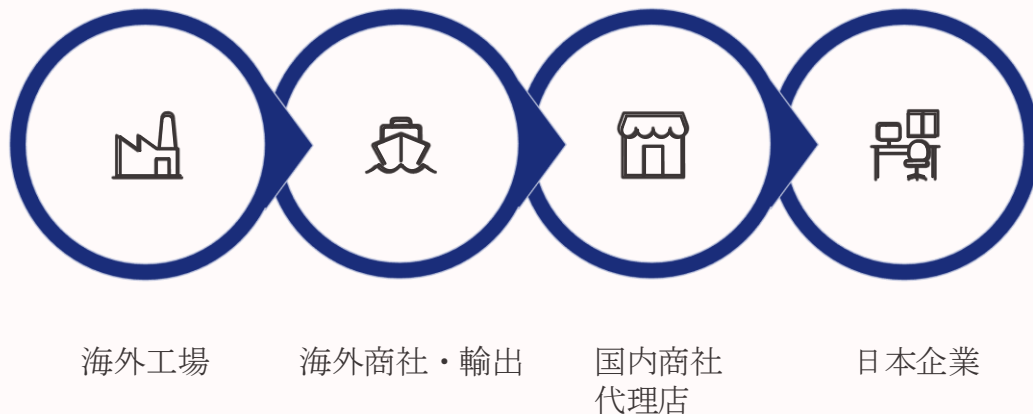 海外工場
海外商社・輸出
国内商社
代理店
日本企業